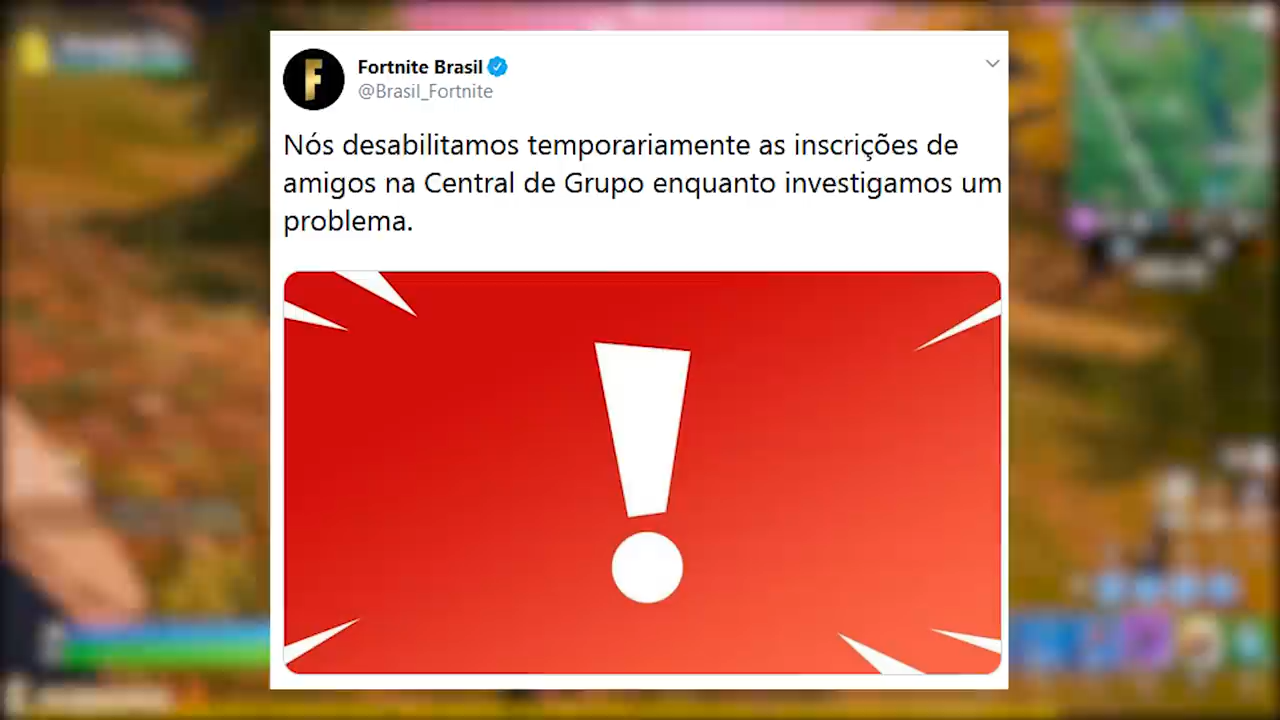 Fortnite Brasil
@Brasil_Fortnite
Nós desabilitamos temporariamente as inscrições de
amigos na Central de Grupo enquanto investigamos um
problema.